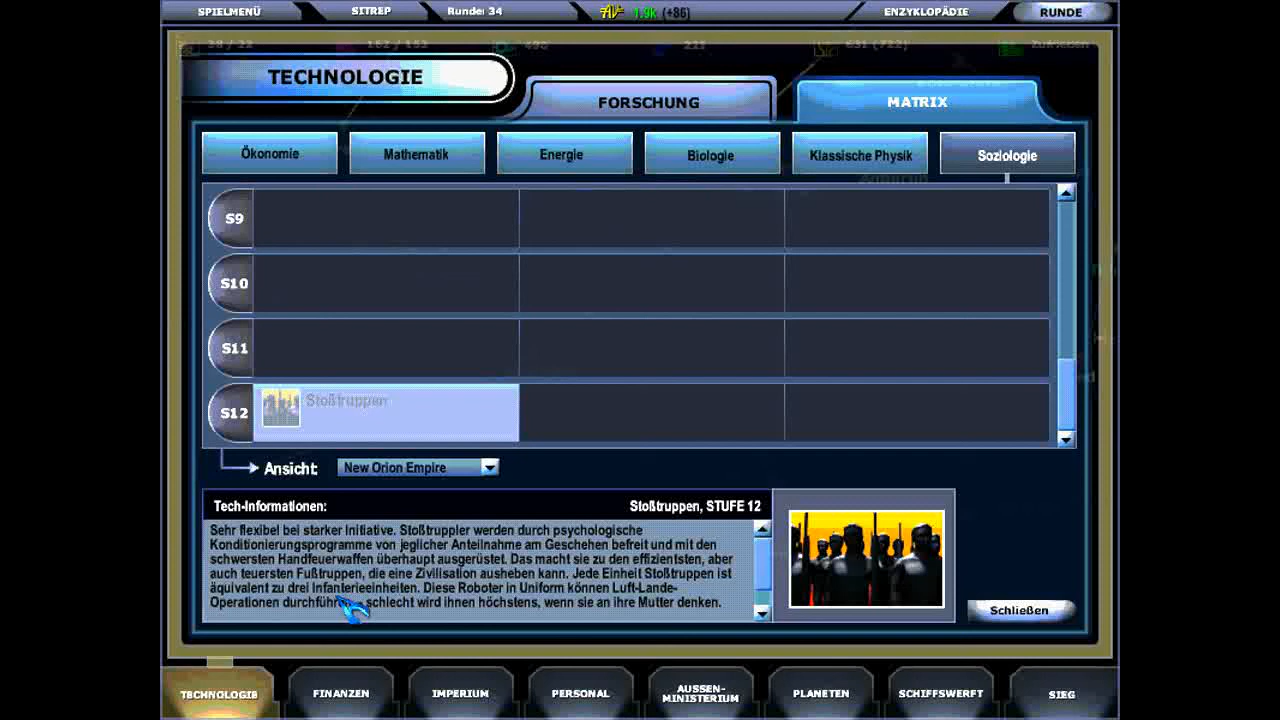 SPIELMENÜ
SITREP
Runde: 34
1.9k (+86)
ENZYKLOPÄDIE
RUNDE
TECHNOLOGIE
FORSCHUNG
MATRIX
Ökonomie
Mathematik
Energie
Biologie
Klassische Physik
Soziologie
S9
S10
S11
S12
Stoßtruppen
Ansicht:
New Orion Empire
Tech-Informationen:
Stoßtruppen, STUFE 12
Sehr flexibel bei starker Initiative. Stoßtruppler werden durch psychologische
Konditionierungsprogramme von jeglicher Anteilnahme am Geschehen befreit und mit den
schwersten Handfeuerwaffen überhaupt ausgerüstet. Das macht sie zu den effizientsten, aber
auch teuersten Fußtruppen, die eine Zivilisation ausheben kann. Jede Einheit Stoßtruppen ist
äquivalent zu drei Infanterieeinheiten. Diese Roboter in Uniform können Luft-Lande-
Operationen schlecht wird ihnen höchstens, wenn sie an ihre Mutter denken.
Schließen
TECHNOLOGIE
FINANZEN
IMPERIUM
PERSONAL
AUSSEN-
MINISTERIUM
PLANETEN
SCHIFFSWERFT
SIEG